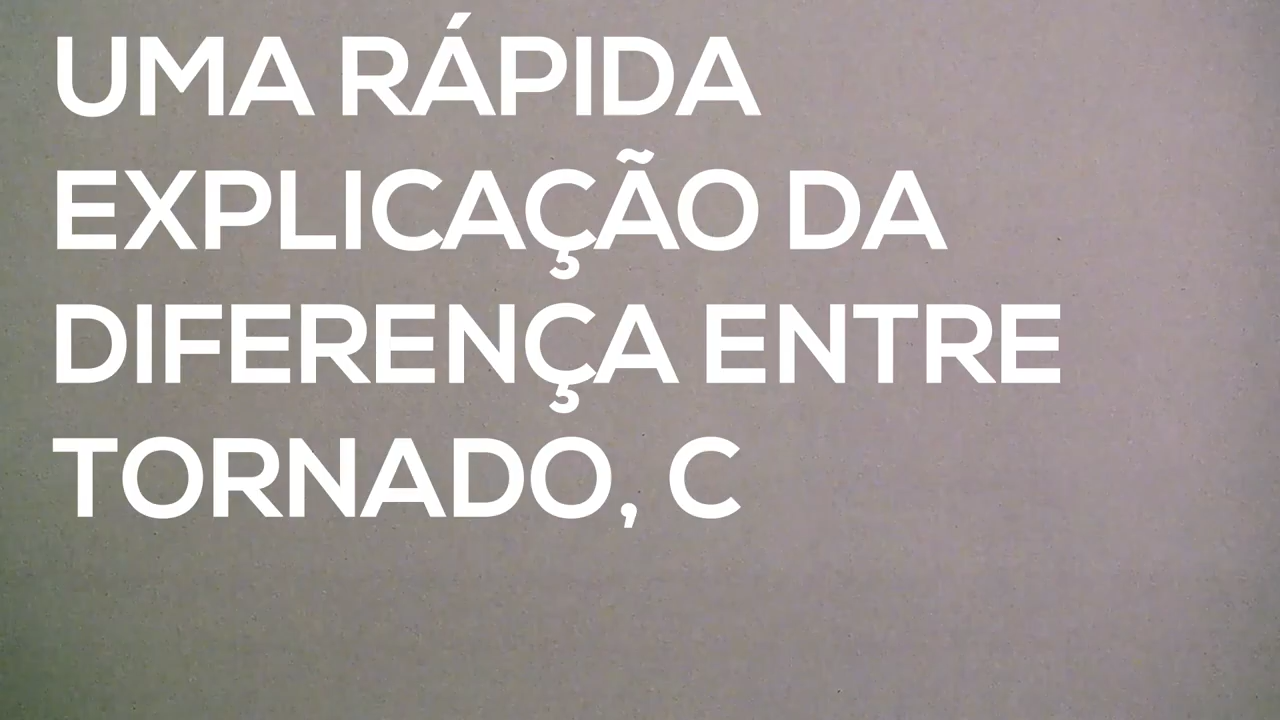 UMA RÁPIDA
EXPLICAÇÃO DA
DIFERENÇA ENTRE
TORNADO, C